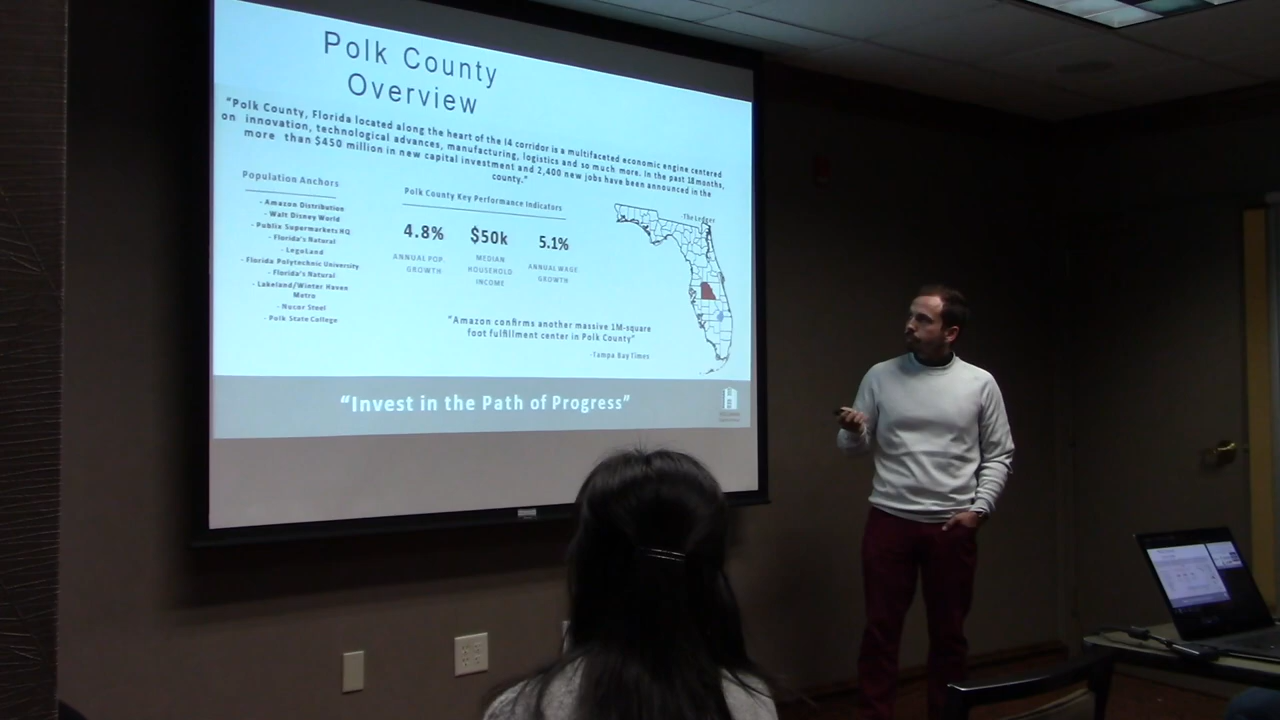 Polk County
Overview
“Polk County, Florida located along the heart of the I4 corridor is a multifaceted economic engine centered
on innovation, technological advances, manufacturing, logistics and so much more. In the past 18months,
more than $450 million in new capital investment and 2,400 new jobs have been announced in the
county.”
-The Ledger
Population Anchors
- Amazon Distribution
- Walt Disney World
- Publix Supermarkets HQ
- Florida's Natural
- LegoLand
- Florida Polytechnic University
- Florida's Natural
- Lakeland/Winter Haven
Metro
- Nucor Steel
- Polk State College
Polk County Key Performance Indicators
4.8%
ANNUAL POP.
GROWTH
$50k
MEDIAN
HOUSEHOLD
INCOME
5.1%
ANNUAL WAGE
GROWTH
“Amazon confirms another massive 1M-square
foot fulfillment center in Polk County”
-Tampa Bay Times
“Invest in the Path of Progress”